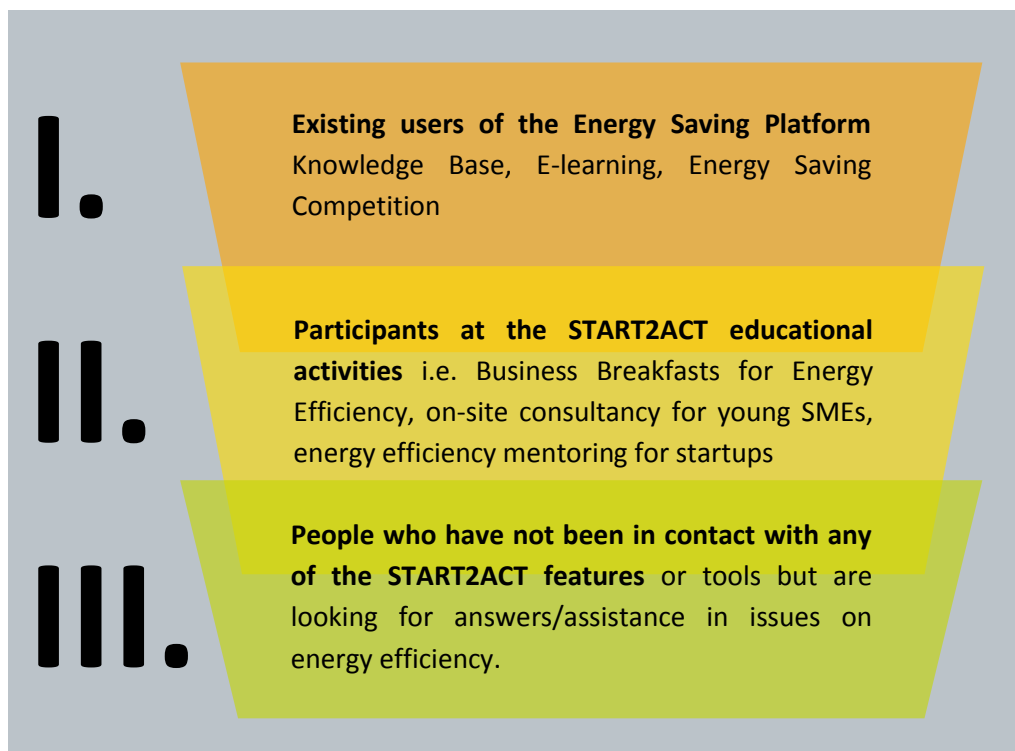 I.
Existing users of the Energy Saving Platform
Knowledge Base, E-learning, Energy Saving
Competition
II.
Participants at the START2ACT educational
activities i.e. Business Breakfasts for Energy
Efficiency, on-site consultancy for young SMEs,
energy efficiency mentoring for startups
III.
People who have not been in contact with any
of the START2ACT features or tools but are
looking for answers/assistance in issues on
energy efficiency.